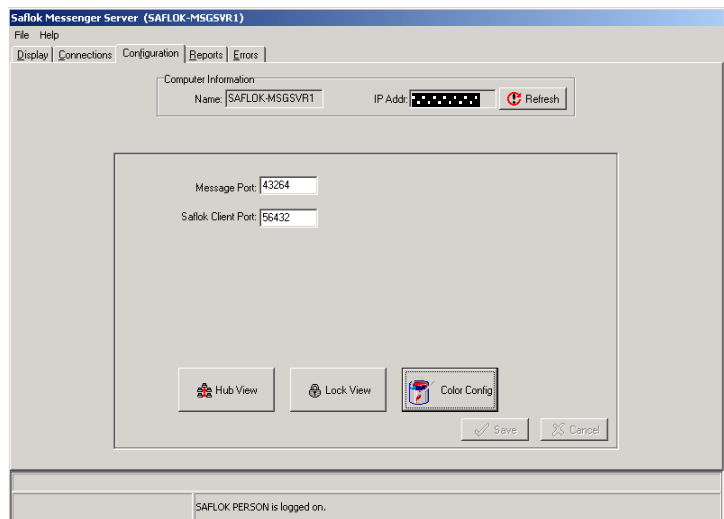 Saflok Messenger Server (SAFLOK-MSGSVR1)
File Help
Display Connections Configuration Reports Errors
Computer Information
Name: SAFLOK-MSGSVR1 IP Addr: Refresh
Message Port: 43264
Saflok Client Port: 56432
Hub View Lock View Color Config
Save Cancel
SAFLOK PERSON is logged on.